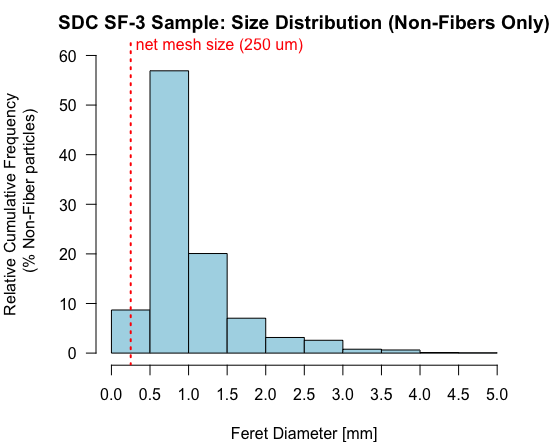 SDC SF-3 Sample: Size Distribution (Non-Fibers Only)
net mesh size (250 um)
Relative Cumulative Frequency
(% Non-Fiber particles)
60
50
40
30
20
10
0
0.0 0.5 1.0 1.5 2.0 2.5 3.0 3.5 4.0 4.5 5.0
Feret Diameter [mm]